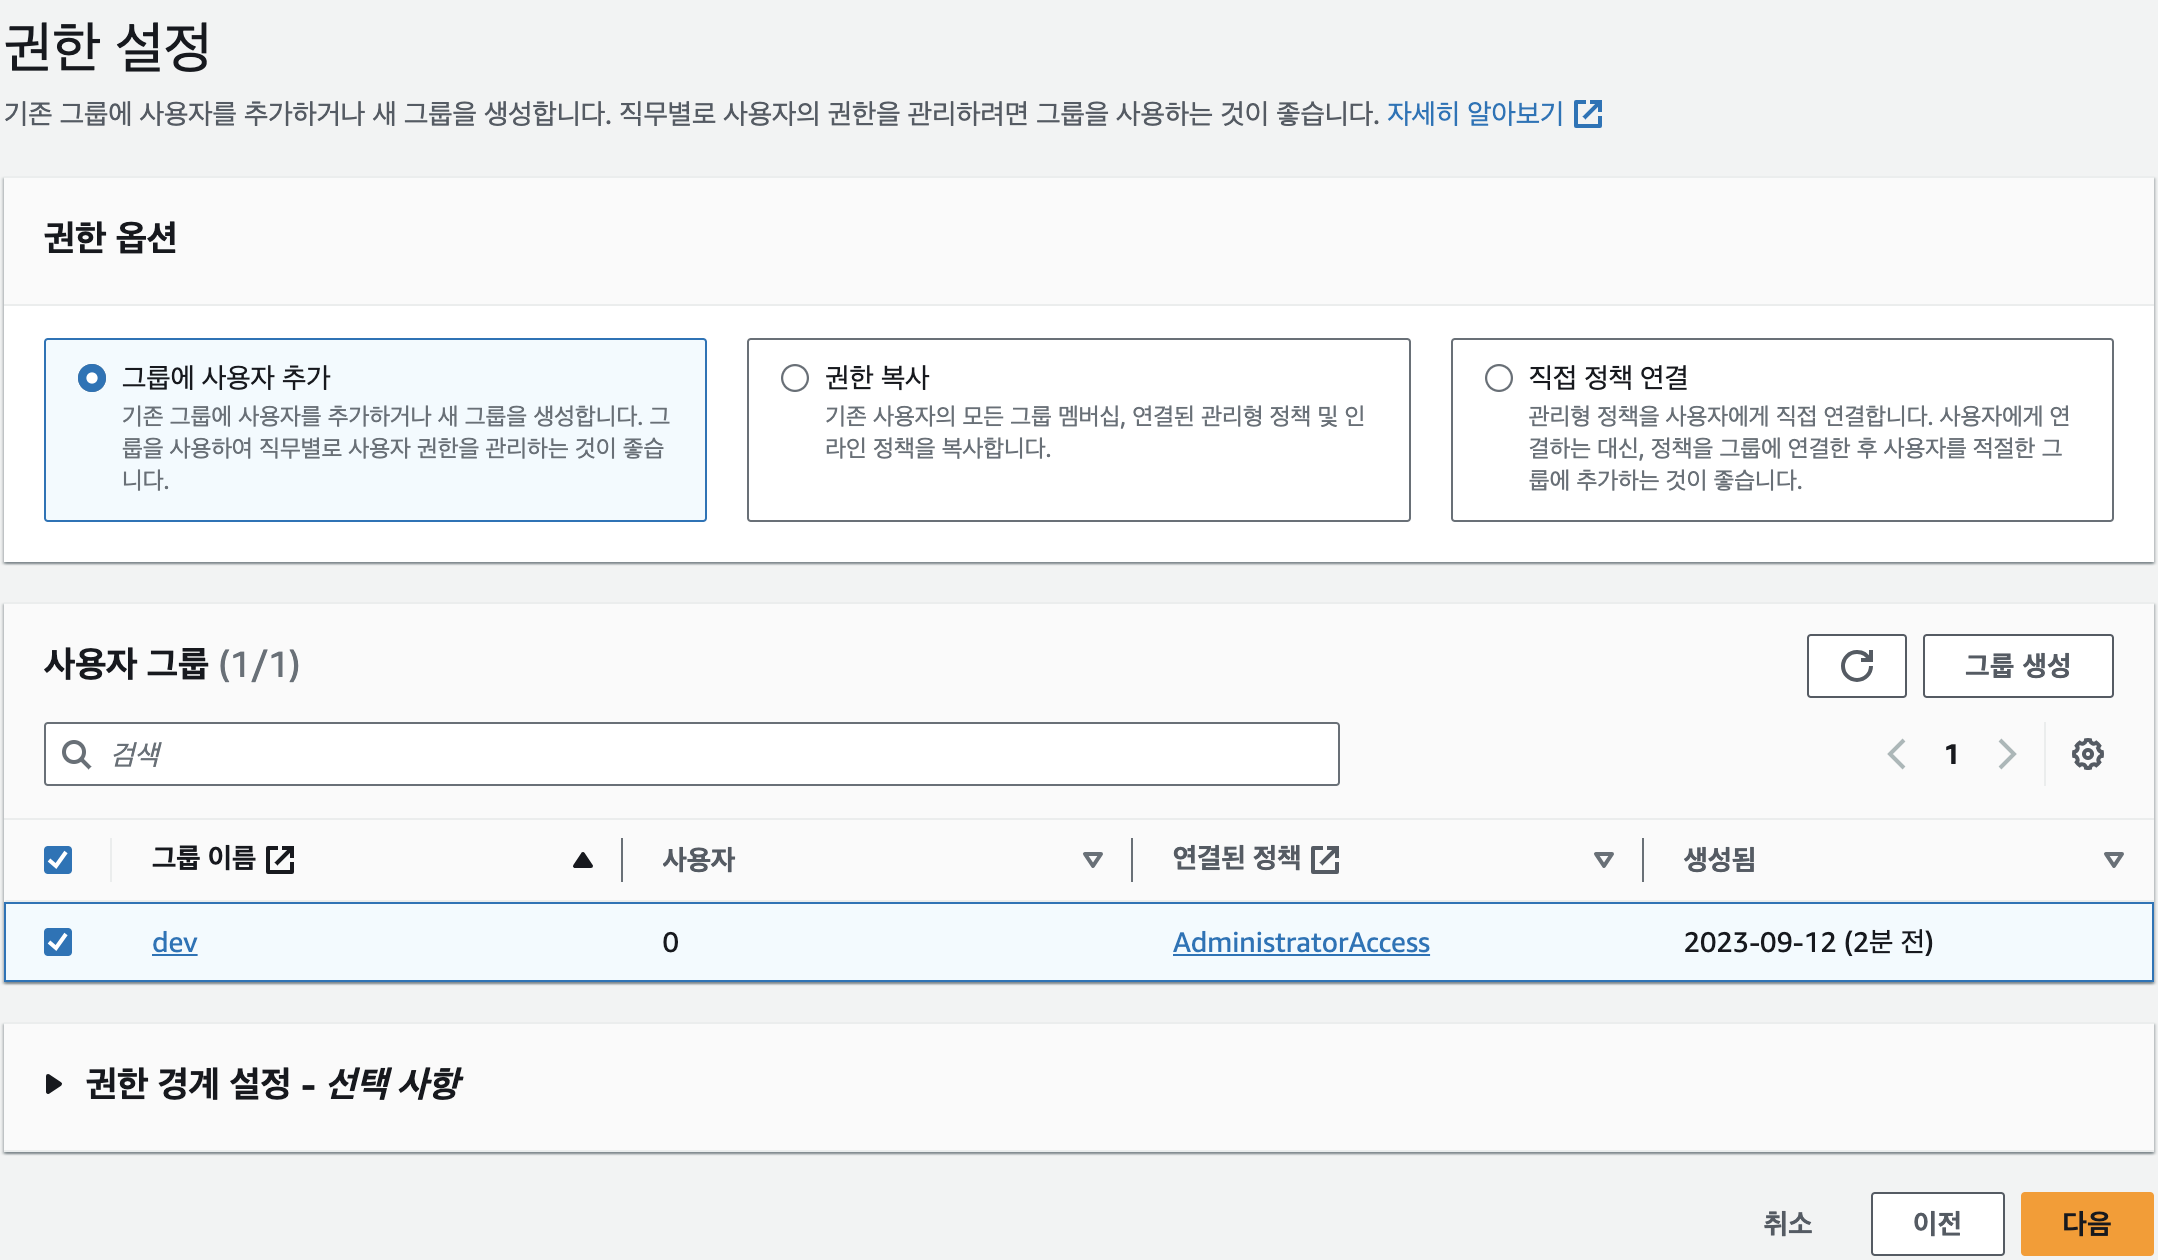 권한 설정
기존 그룹에 사용자를 추가하거나 새 그룹을 생성합니다. 직무별로 사용자의 권한을 관리하려면 그룹을 사용하는 것이 좋습니다. 자세히 알아보기
권한 옵션
그룹에 사용자 추가
기존 그룹에 사용자를 추가하거나 새 그룹을 생성합니다. 그
룹을 사용하여 직무별로 사용자 권한을 관리하는 것이 좋습
니다.
권한 복사
기존 사용자의 모든 그룹 멤버십, 연결된 관리형 정책 및 인
라인 정책을 복사합니다.
직접 정책 연결
관리형 정책을 사용자에게 직접 연결합니다. 사용자에게 연
결하는 대신, 정책을 그룹에 연결한 후 사용자를 적절한 그
룹에 추가하는 것이 좋습니다.
사용자 그룹 (1/1)
그룹 생성
검색
1
그룹 이름 사용자 연결된 정책 생성됨
dev 0 AdministratorAccess 2023-09-12 (2분 전)
권한 경계 설정 - 선택 사항
취소 이전 다음